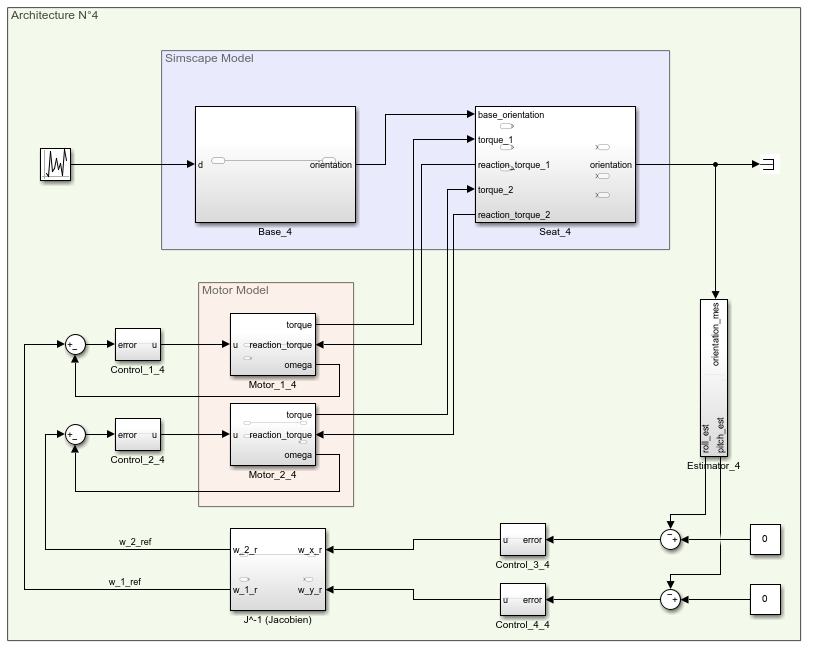 Architecture N°4
Simscape Model
d
orientation
Base_4
base_orientation
torque_1
reaction_torque_1
orientation
torque_2
reaction_torque_2
Seat_4
Motor Model
torque
u
reaction_torque
omega
Motor_1_4
error
u
Control_1_4
+
_
torque
u
reaction_torque
omega
Motor_2_4
error
u
Control_2_4
+
_
orientation_mes
roll_est
pitch_est
Estimator_4
w_2_ref
w_1_ref
w_2_r
w_x_r
w_1_r
w_y_r
J^-1 (Jacobien)
u
error
Control_3_4
−
+
0
u
error
Control_4_4
−
+
0